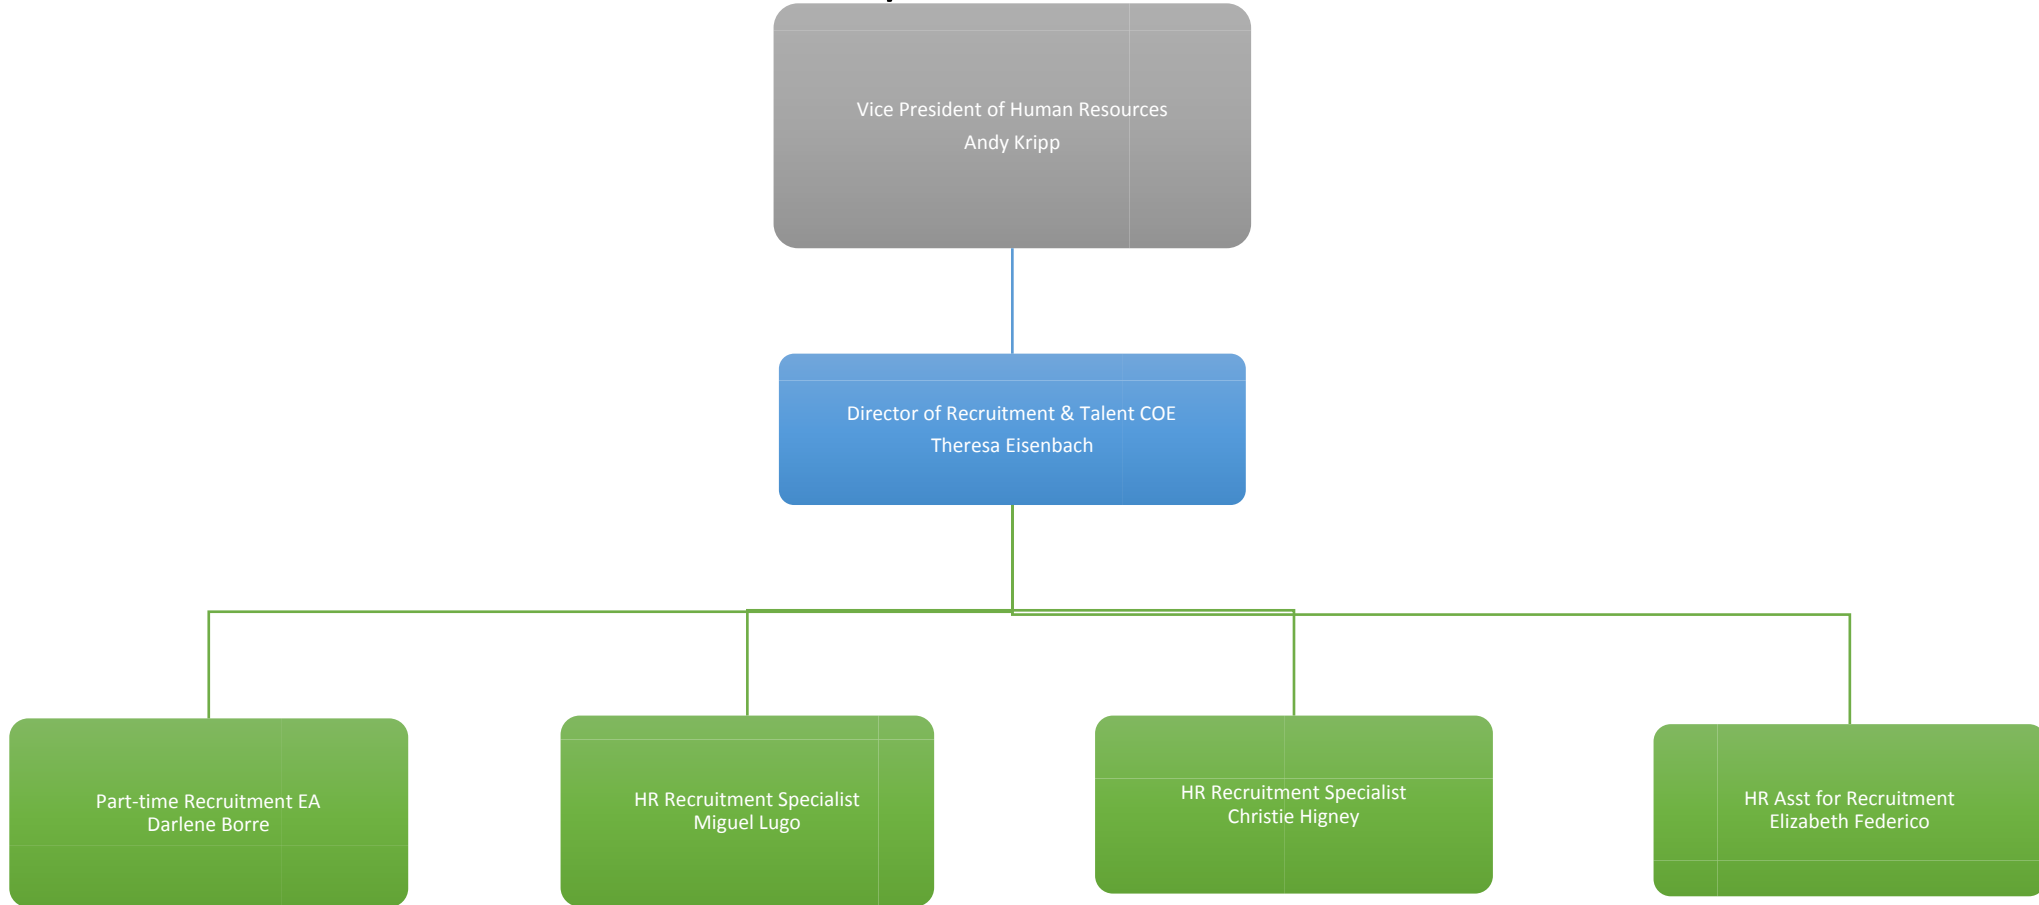 Vice President of Human Resources
Andy Kripp
Director of Recruitment & Talent COE
Theresa Eisenbach
Part-time Recruitment EA
Darlene Borre
HR Recruitment Specialist
Miguel Lugo
HR Recruitment Specialist
Christie Higney
HR Asst for Recruitment
Elizabeth Federico